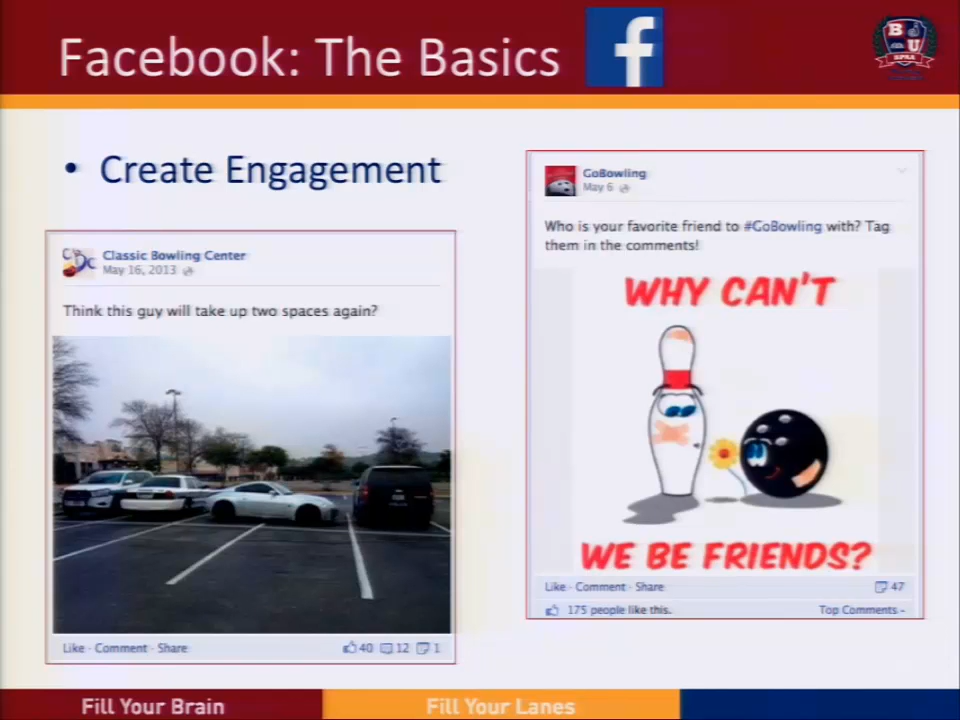 Facebook: The Basics
f
BU
• Create Engagement
Classic Bowling Center
May 16, 2013
Think this guy will take up two spaces again?
Like · Comment · Share
40 12 1
GoBowling
May 6
Who is your favorite friend to #GoBowling with? Tag
them in the comments!
WHY CAN'T
WE BE FRIENDS?
Like · Comment · Share
47
175 people like this.
Top Comments
Fill Your Brain
Fill Your Lanes